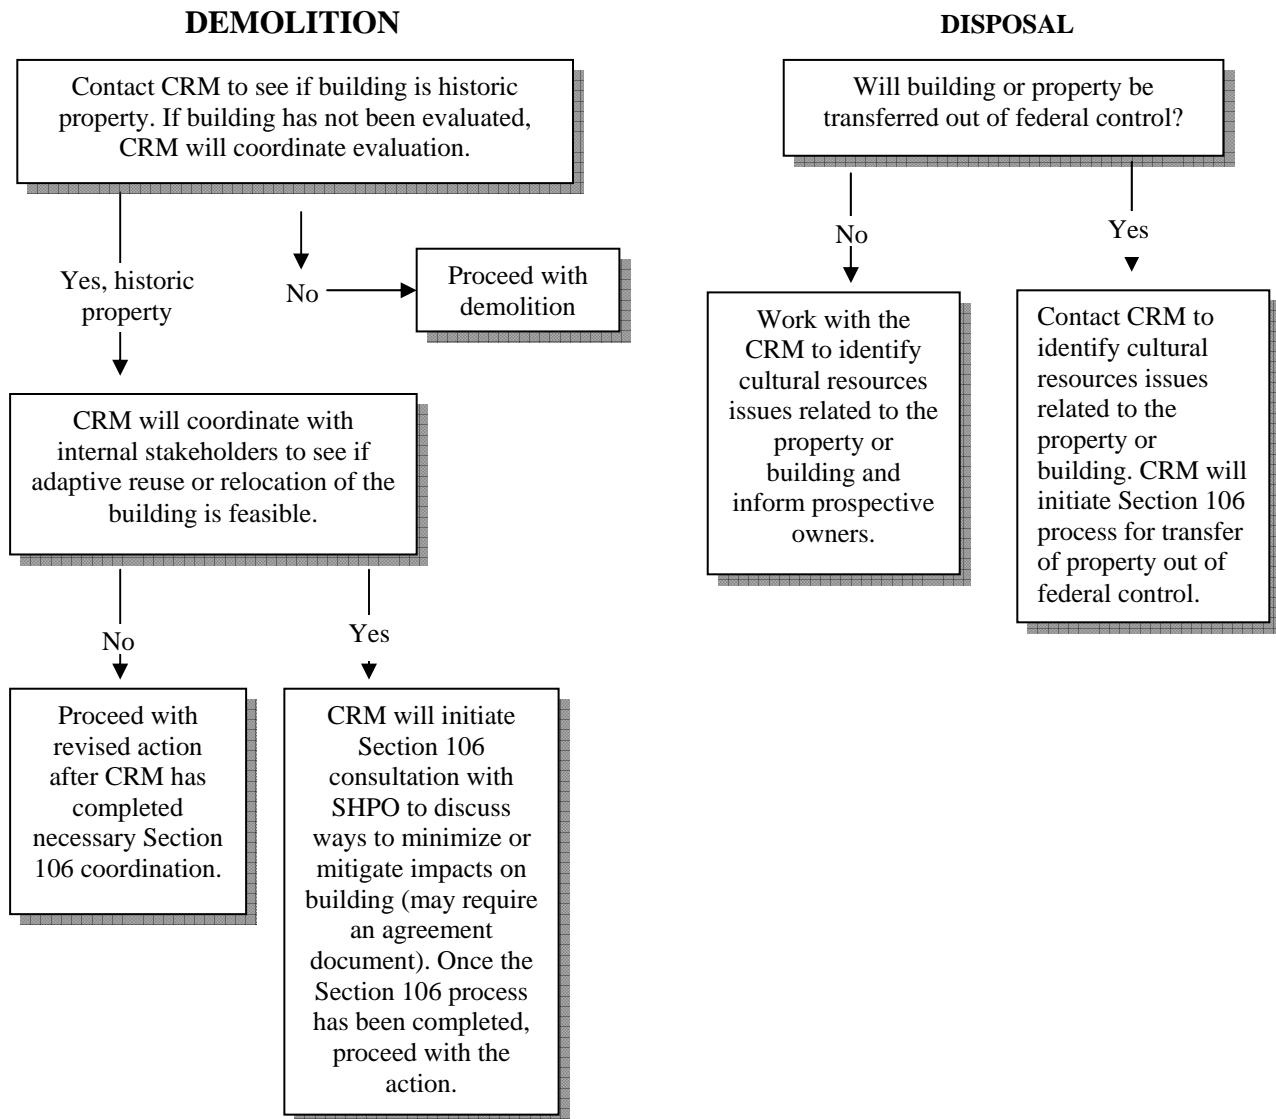 DEMOLITION
Contact CRM to see if building is historic
property. If building has not been evaluated,
CRM will coordinate evaluation.
Yes, historic
property
No
Proceed with
demolition
CRM will coordinate with
internal stakeholders to see if
adaptive reuse or relocation of the
building is feasible.
No
Yes
Proceed with
revised action
after CRM has
completed
necessary Section
106 coordination.
CRM will initiate
Section 106
consultation with
SHPO to discuss
ways to minimize or
mitigate impacts on
building (may require
an agreement
document). Once the
Section 106 process
has been completed,
proceed with the
action.
DISPOSAL
Will building or property be
transferred out of federal control?
No
Yes
Work with the
CRM to identify
cultural resources
issues related to the
property or
building and
inform prospective
owners.
Contact CRM to
identify cultural
resources issues
related to the
property or
building. CRM will
initiate Section 106
process for transfer
of property out of
federal control.